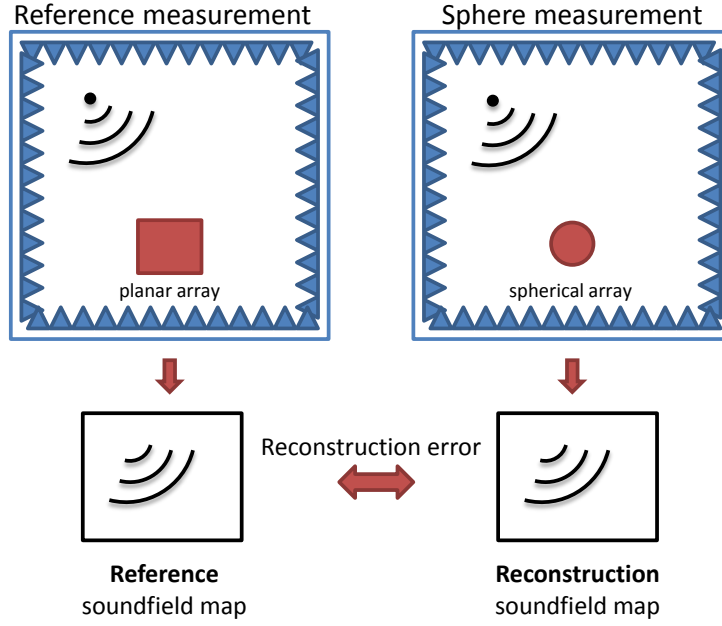 Reference measurement
Sphere measurement
planar array
spherical array
Reconstruction error
Reference
soundfield map
Reconstruction
soundfield map